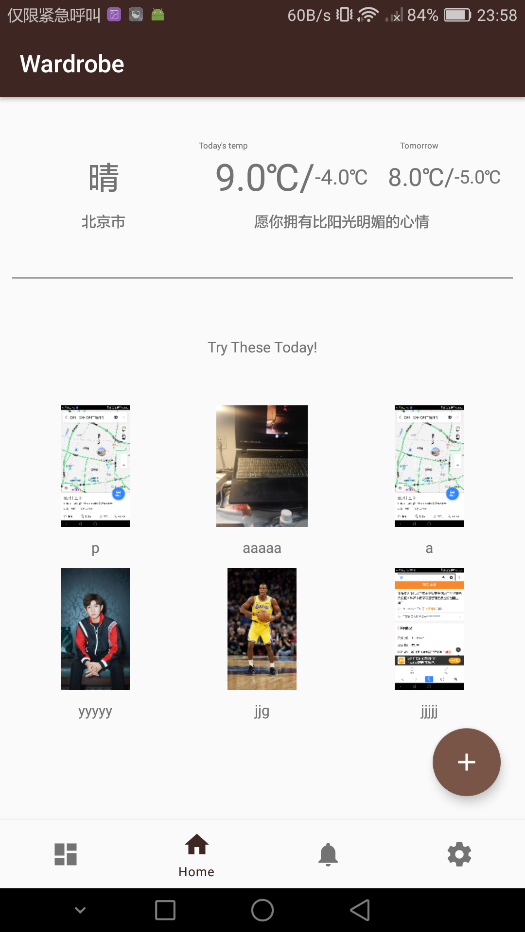 仅限紧急呼叫 60B/s 84% 23:58
Wardrobe
Today's temp Tomorrow
晴 9.0℃/-4.0℃ 8.0℃/-5.0℃
北京市 愿你拥有比阳光明媚的心情
Try These Today!
p aaaaa a
yyyyy jjg jjjjj
Home